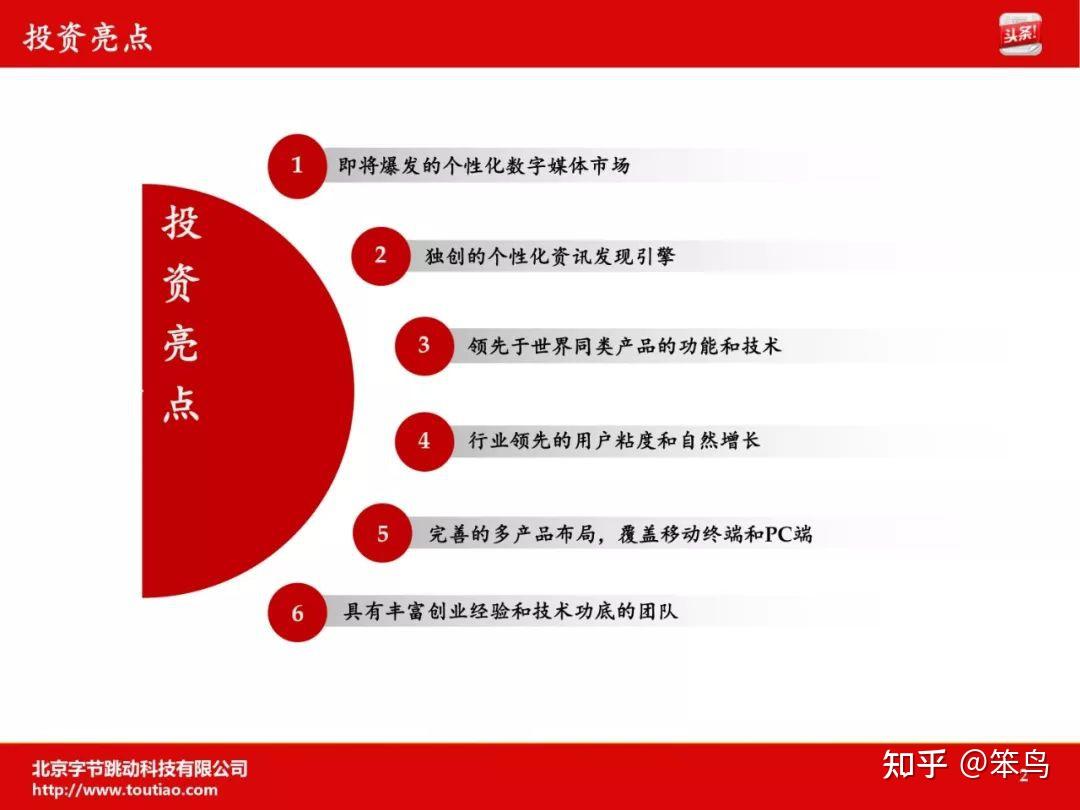 投资亮点
头条!
投
资
亮
点
1 即将爆发的个性化数字媒体市场
2 独创的个性化资讯发现引擎
3 领先于世界同类产品的功能和技术
4 行业领先的用户粘度和自然增长
5 完善的多产品布局，覆盖移动终端和PC端
6 具有丰富创业经验和技术功底的团队
北京字节跳动科技有限公司
http://www.toutiao.com
知乎 @笨鸟
2